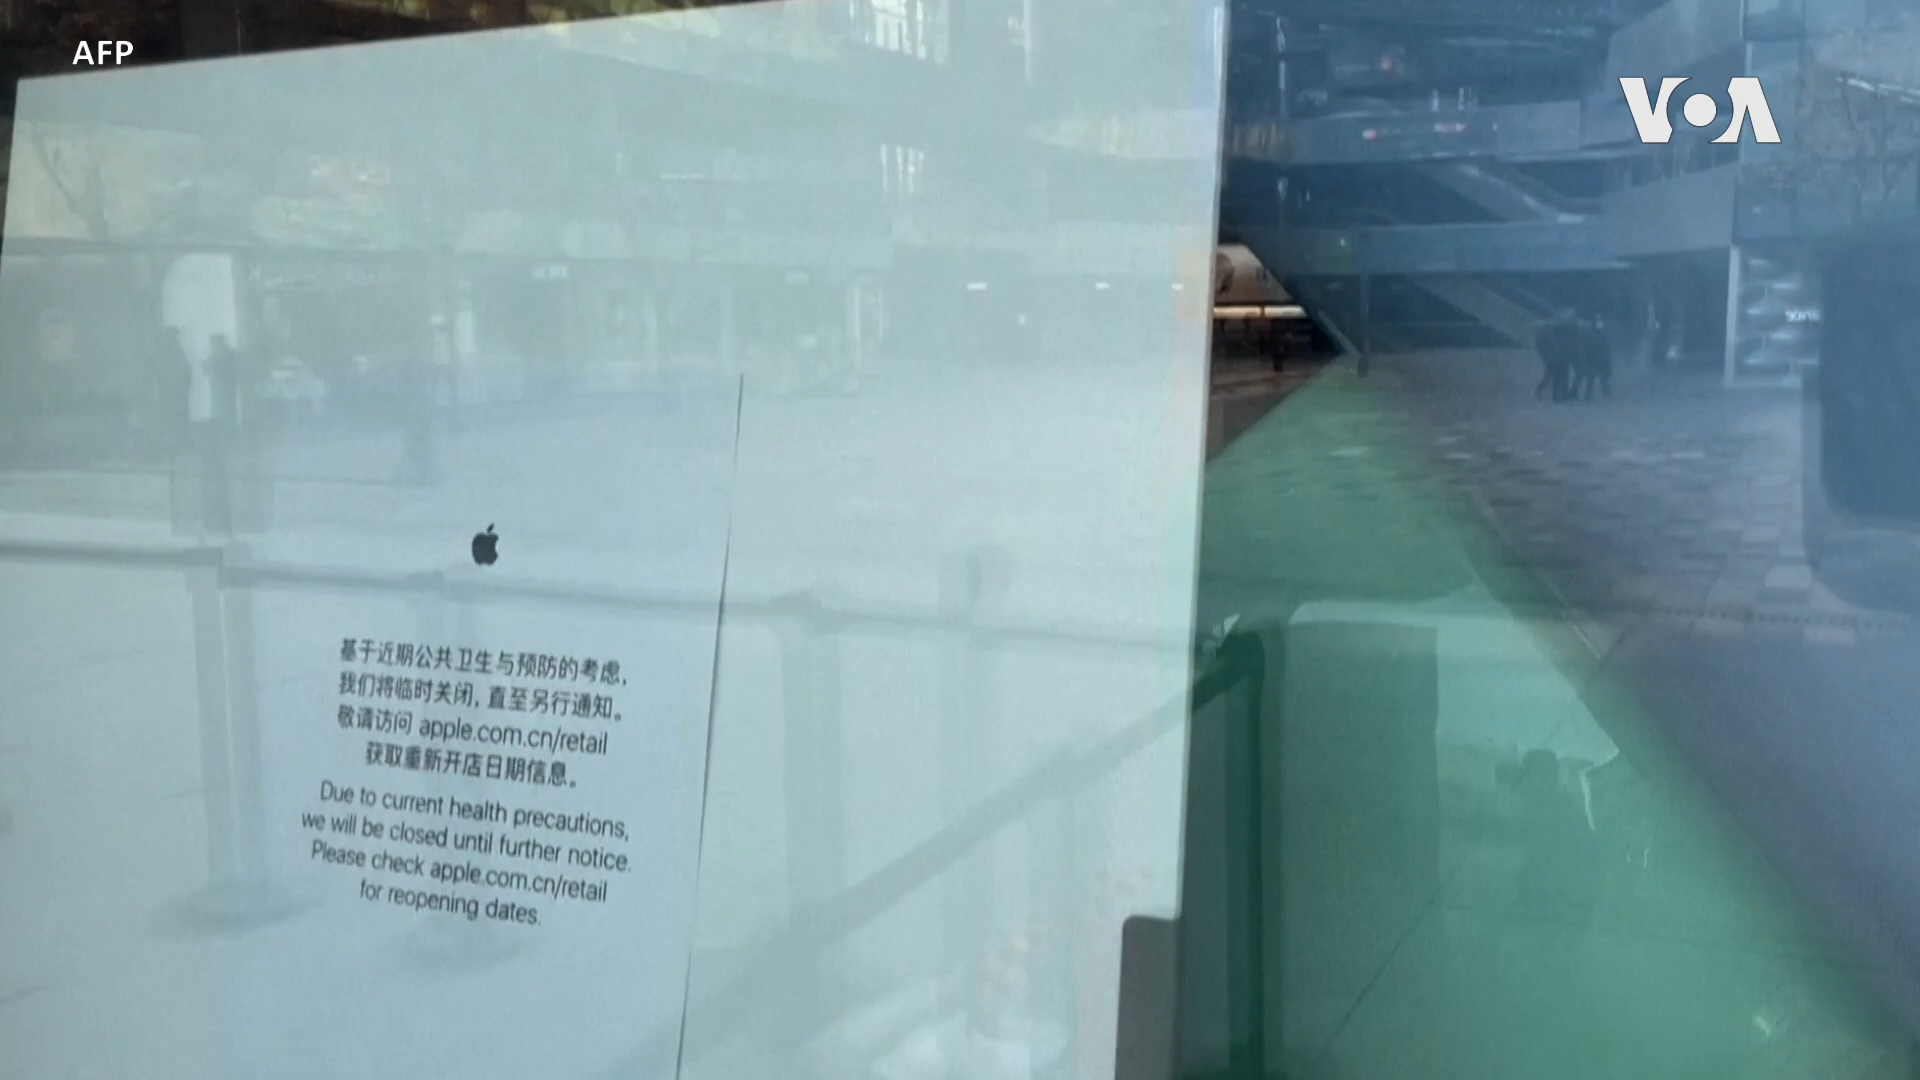 AFP
VOA
基于近期公共卫生与预防的考虑，
我们将临时关闭，直至另行通知。
敬请访问 apple.com.cn/retail
获取重新开店日期信息。
Due to current health precautions,
we will be closed until further notice.
Please check apple.com.cn/retail
for reopening dates.